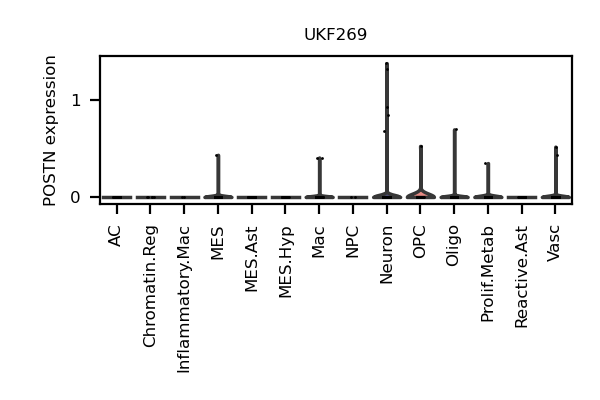 UKF269
POSTN expression
1
0
AC
Chromatin.Reg
Inflammatory.Mac
MES
MES.Ast
MES.Hyp
Mac
NPC
Neuron
OPC
Oligo
Prolif.Metab
Reactive.Ast
Vasc